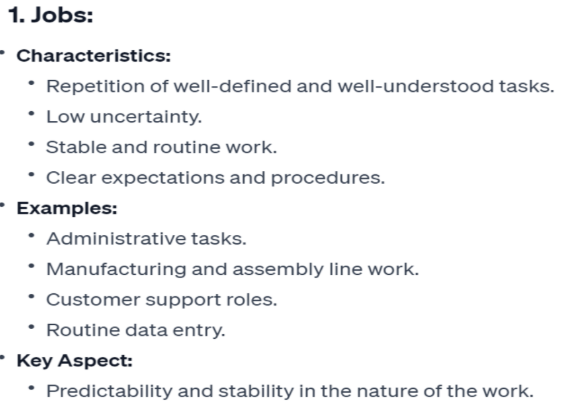 1. Jobs:
• Characteristics:
• Repetition of well-defined and well-understood tasks.
• Low uncertainty.
• Stable and routine work.
• Clear expectations and procedures.
• Examples:
• Administrative tasks.
• Manufacturing and assembly line work.
• Customer support roles.
• Routine data entry.
• Key Aspect:
• Predictability and stability in the nature of the work.